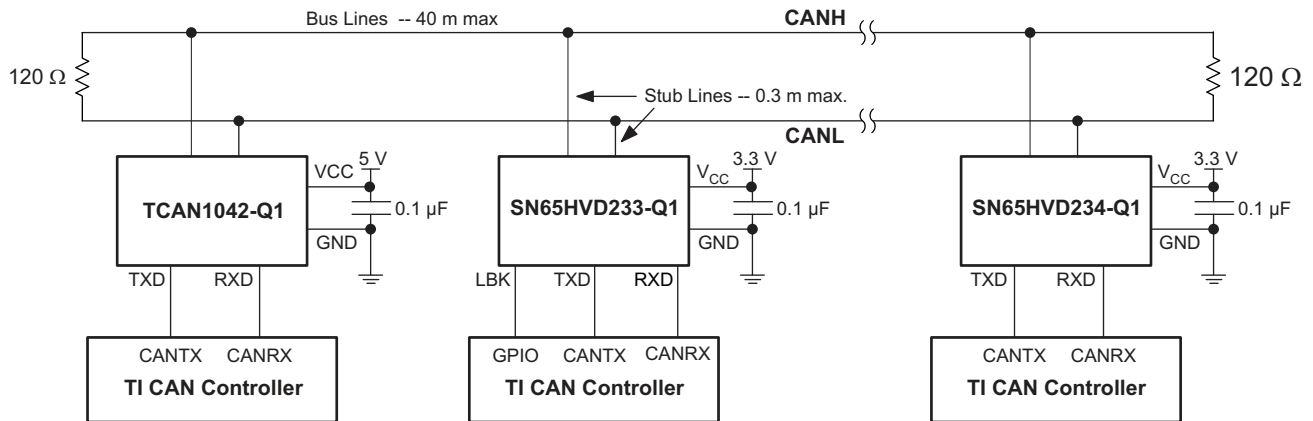 Bus Lines -- 40 m max
CANH
120 Ω
120 Ω
Stub Lines -- 0.3 m max.
CANL
VCC
5 V
TCAN1042-Q1
0.1 µF
GND
TXD
RXD
CANTX
CANRX
TI CAN Controller
VCC
3.3 V
SN65HVD233-Q1
0.1 µF
GND
LBK
TXD
RXD
GPIO
CANTX
CANRX
TI CAN Controller
VCC
3.3 V
SN65HVD234-Q1
0.1 µF
GND
TXD
RXD
CANTX
CANRX
TI CAN Controller